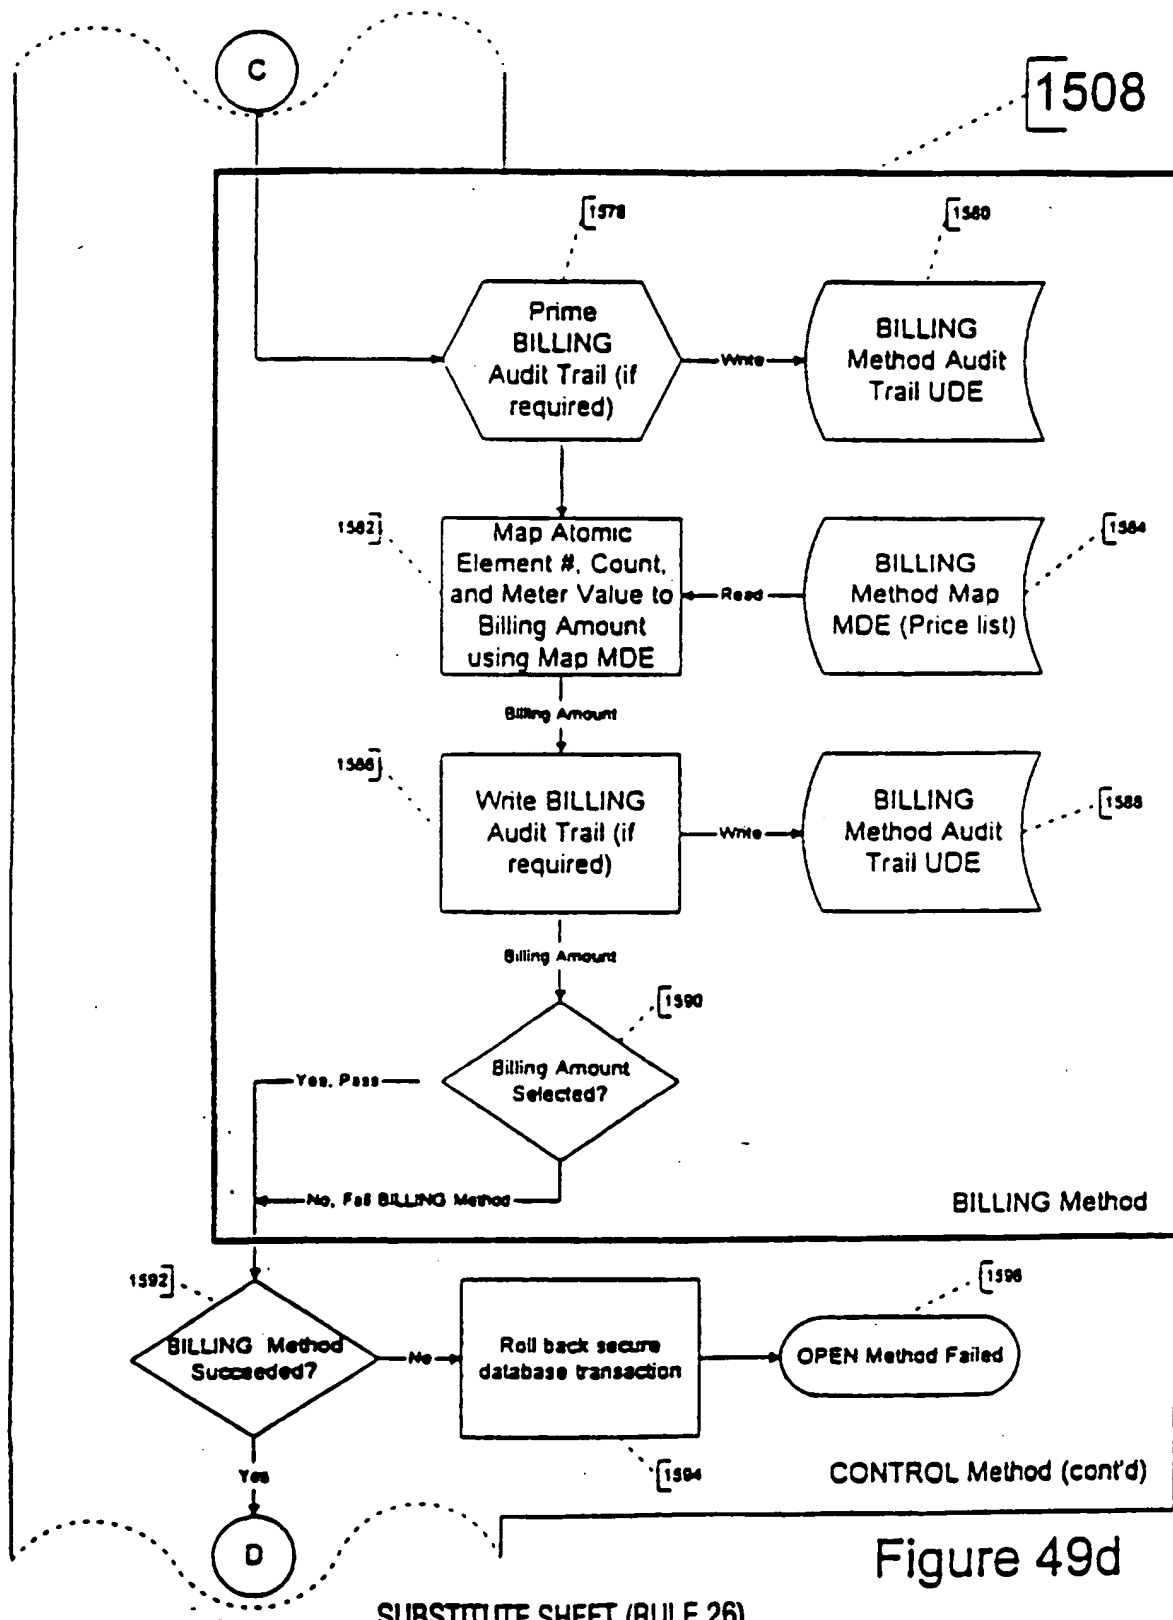 C
1508
1578
1580
Prime
BILLING
Audit Trail (if
required)
Write
BILLING
Method Audit
Trail UDE
1582
1584
Map Atomic
Element #, Count,
and Meter Value to
Billing Amount
using Map MDE
Read
BILLING
Method Map
MDE (Price list)
Billing Amount
1586
1588
Write BILLING
Audit Trail (if
required)
Write
BILLING
Method Audit
Trail UDE
Billing Amount
1590
Billing Amount
Selected?
Yes, Pass
No, Fail BILLING Method
BILLING Method
1592
1596
BILLING Method
Succeeded?
No
Roll back secure
database transaction
OPEN Method Failed
Yes
1594
CONTROL Method (cont'd)
D
Figure 49d
SUBSTITUTE SHEET (RULE 26)